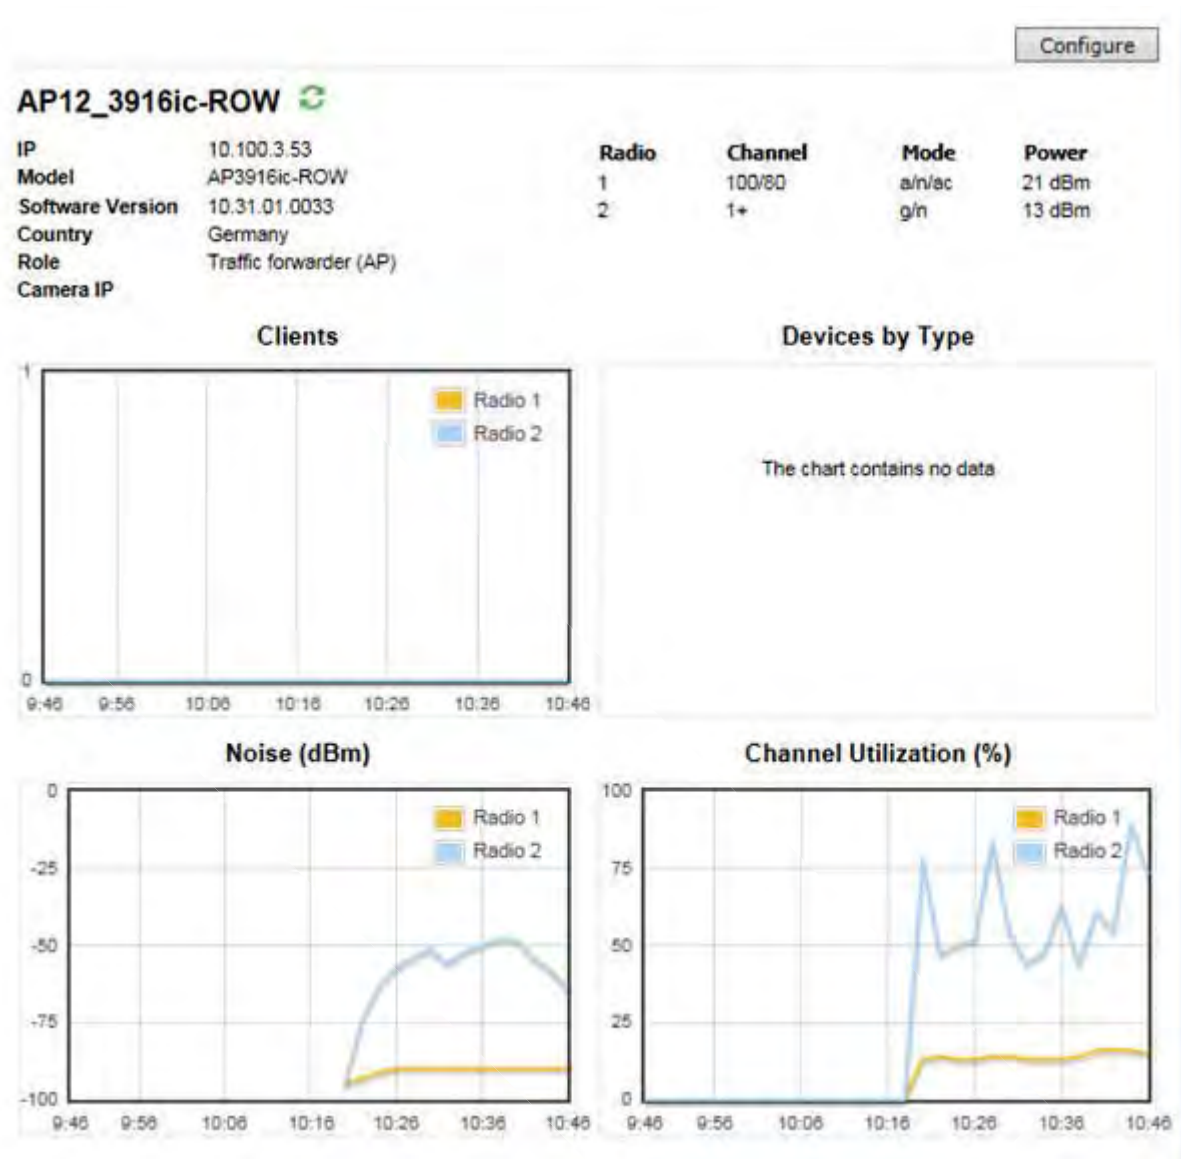 Configure
AP12_3916ic-ROW
IP 10.100.3.53
Model AP3916ic-ROW
Software Version 10.31.01.0033
Country Germany
Role Traffic forwarder (AP)
Camera IP
Radio Channel Mode Power
1 100/80 a/n/ac 21 dBm
2 1+ g/n 13 dBm
Clients
1
0
Radio 1
Radio 2
9:46 9:56 10:06 10:16 10:26 10:36 10:46
Devices by Type
The chart contains no data
Noise (dBm)
0
-25
-50
-75
-100
Radio 1
Radio 2
9:46 9:56 10:06 10:16 10:26 10:36 10:46
Channel Utilization (%)
100
75
50
25
0
Radio 1
Radio 2
9:46 9:56 10:06 10:16 10:26 10:36 10:46